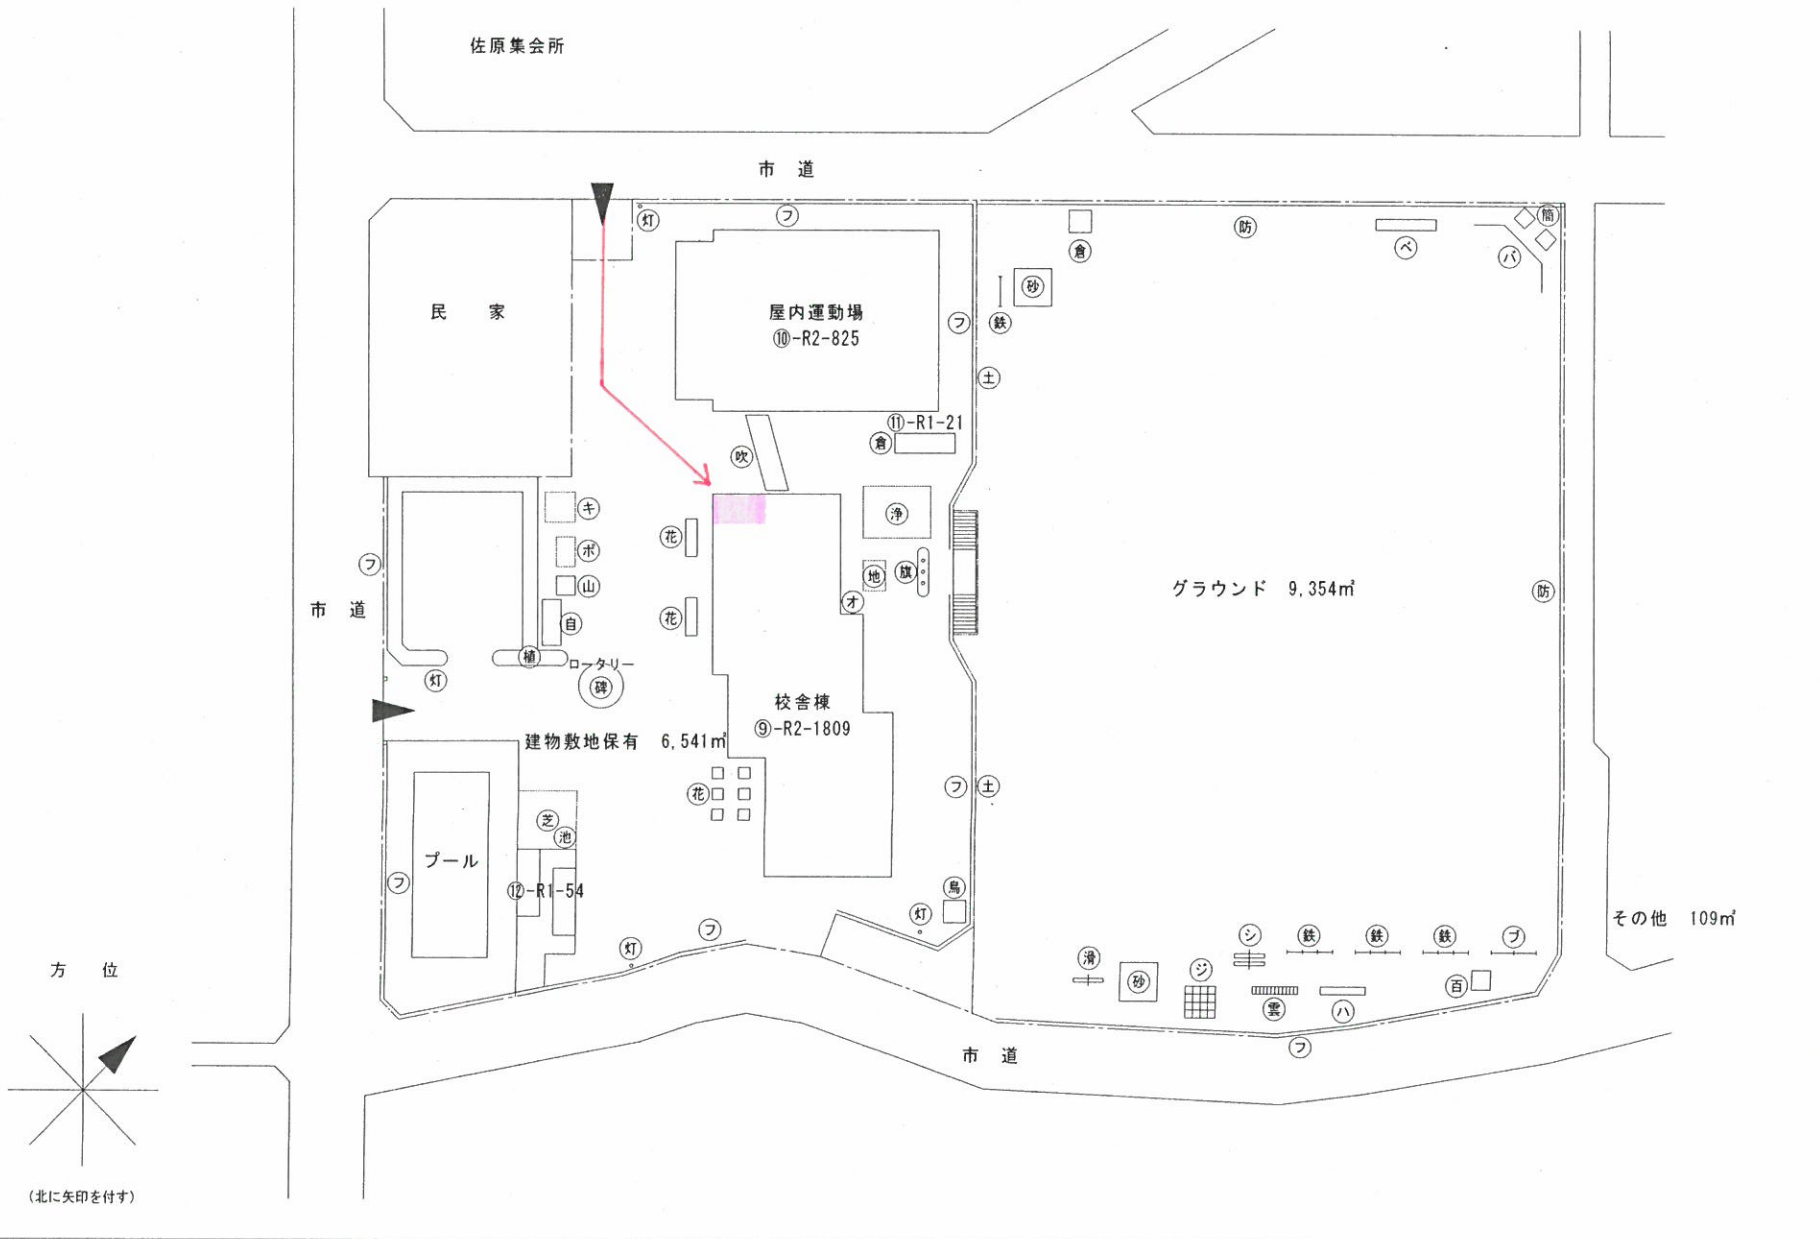 佐原集会所
市 道
灯
フ
倉
防
ベ
簡
バ
民 家
屋内運動場
⑩-R2-825
フ
鉄
砂
土
⑪-R1-21
倉
吹
キ
花
浄
ポ
フ
山
地
旗
グラウンド 9,354㎡
防
市 道
自
花
オ
植
ロータリー
灯
碑
校舎棟
⑨-R2-1809
建物敷地保有 6,541㎡
フ
土
花
芝
池
プール
フ
⑫-R1-54
鳥
灯
その他 109㎡
フ
灯
シ
鉄
鉄
鉄
ブ
滑
砂
ジ
雲
ハ
百
方 位
市 道
フ
(北に矢印を付す)